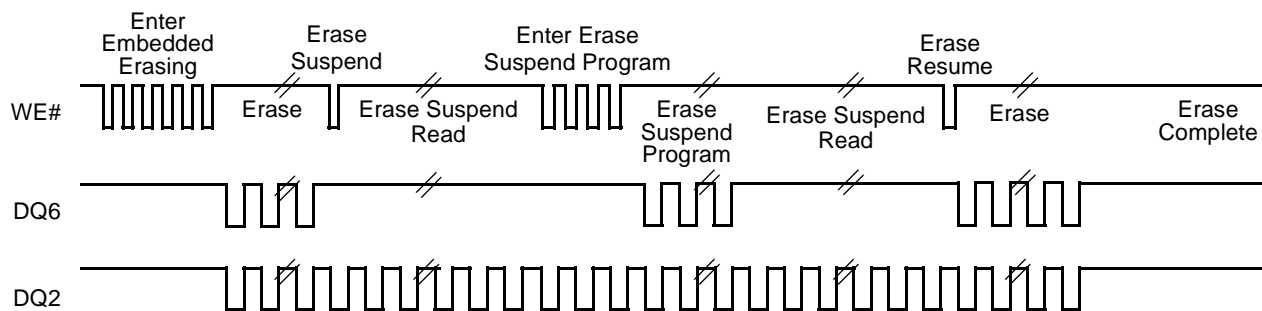 Enter
Embedded
Erasing
Erase
Suspend
Enter Erase
Suspend Program
Erase
Resume
WE#
Erase
Erase Suspend
Read
Erase
Suspend
Program
Erase Suspend
Read
Erase
Erase
Complete
DQ6
DQ2